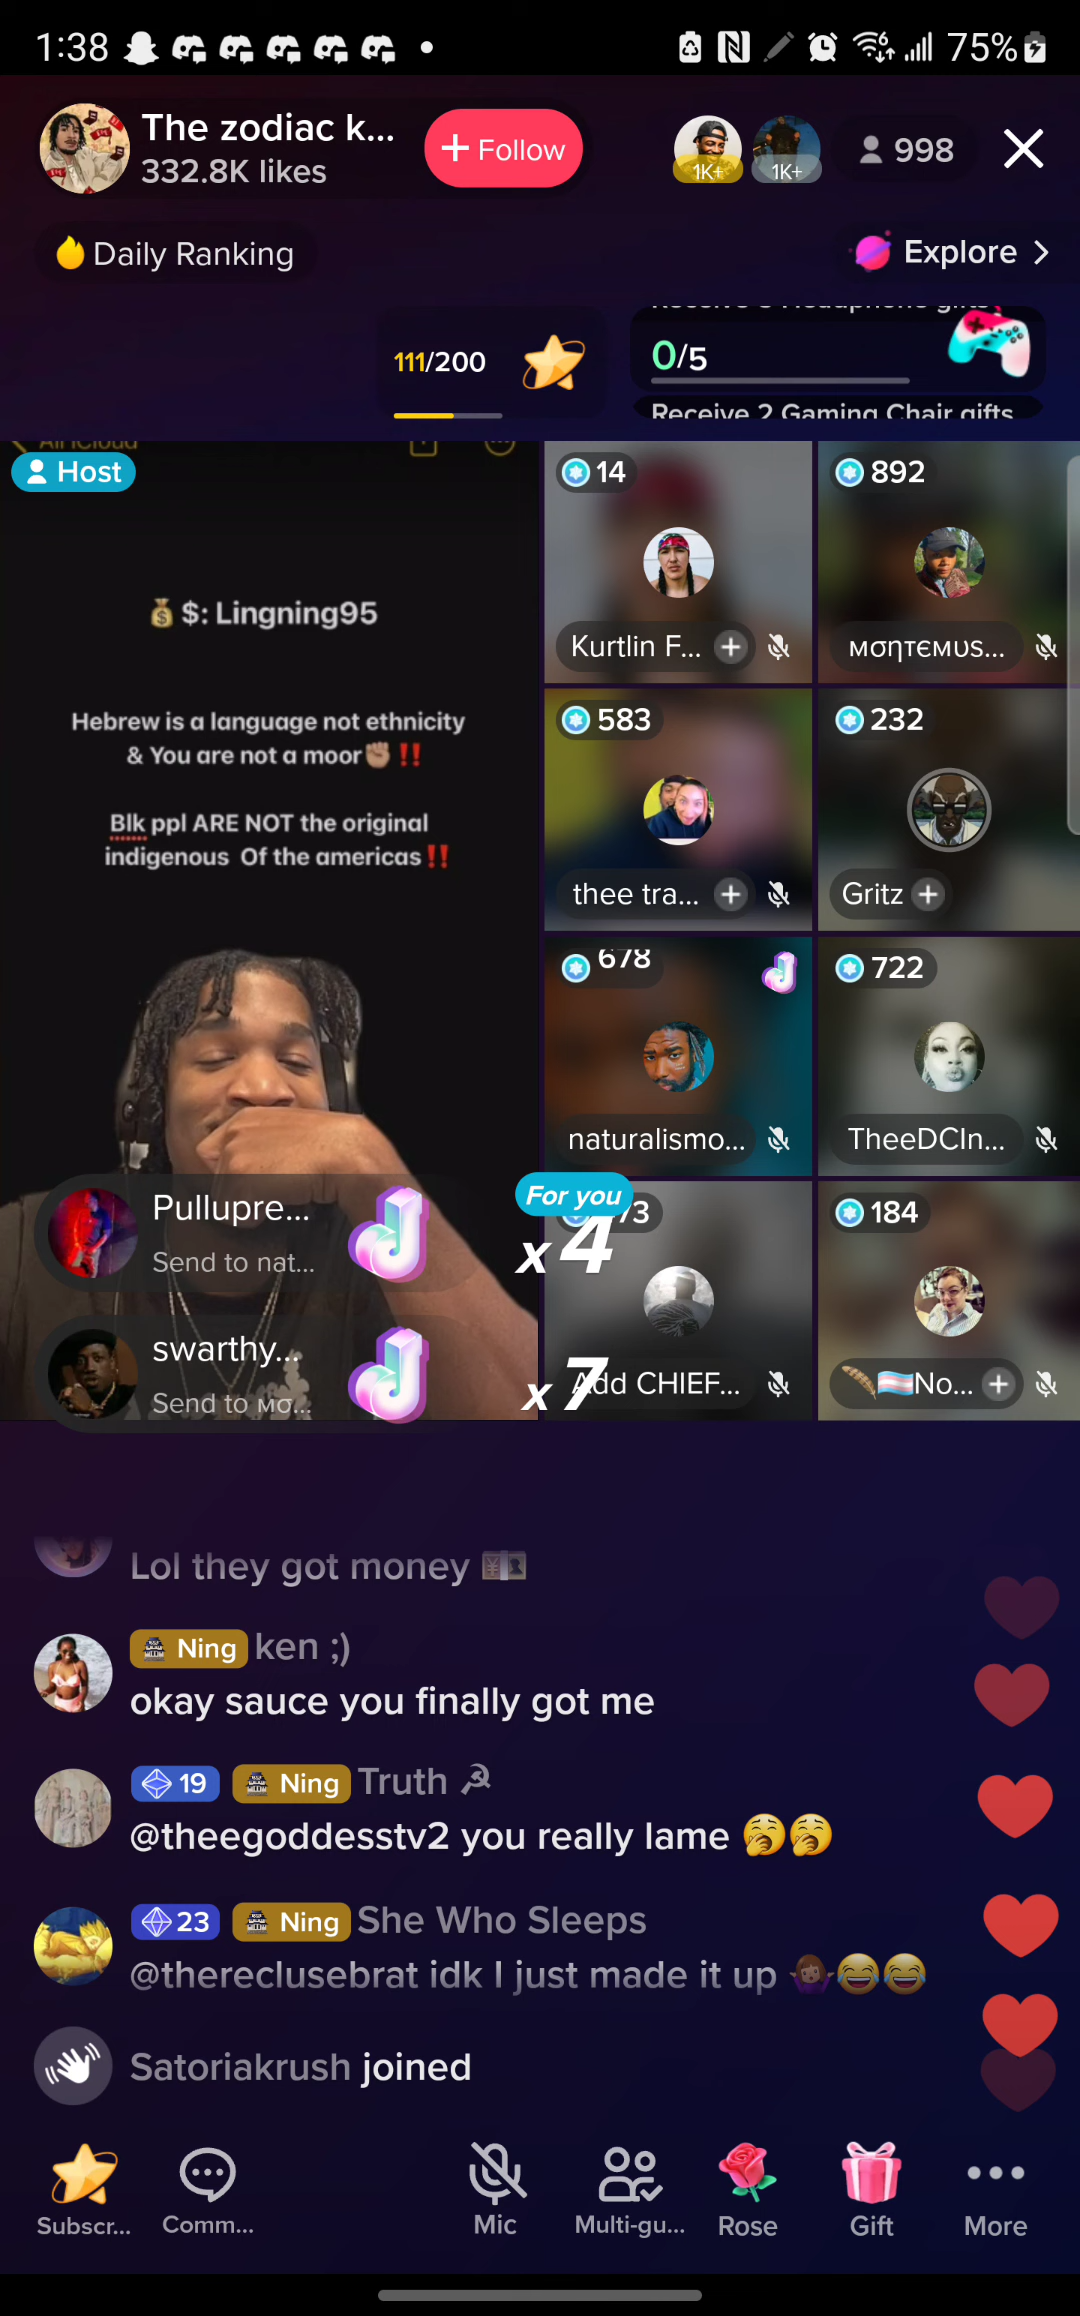 1:38
75%
The zodiac k...
332.8K likes
+ Follow
1K+
1K+
998
Daily Ranking
Explore
111/200
0/5
Receive 2 Gaming Chair gifts
All iCloud
Host
$: Lingning95
Hebrew is a language not ethnicity
& You are not a moor✊🏽‼️
Blk ppl ARE NOT the original
indigenous Of the americas‼️
14
Kurtlin F...
892
мσηтємυѕ...
583
thee tra...
232
Gritz
678
naturalismo...
722
TheeDCIn...
Add CHIEF...
184
No...
Pullupre...
Send to nat...
For you
x 4
swarthy...
Send to мσ...
x 7
Lol they got money 💴
Ning ken ;)
okay sauce you finally got me
19 Ning Truth ☭
@theegoddesstv2 you really lame 🥱🥱
23 Ning She Who Sleeps
@thereclusebrat idk I just made it up 🤷🏽‍♀️😂😂
Satoriakrush joined
Subscr...
Comm...
Mic
Multi-gu...
Rose
Gift
More